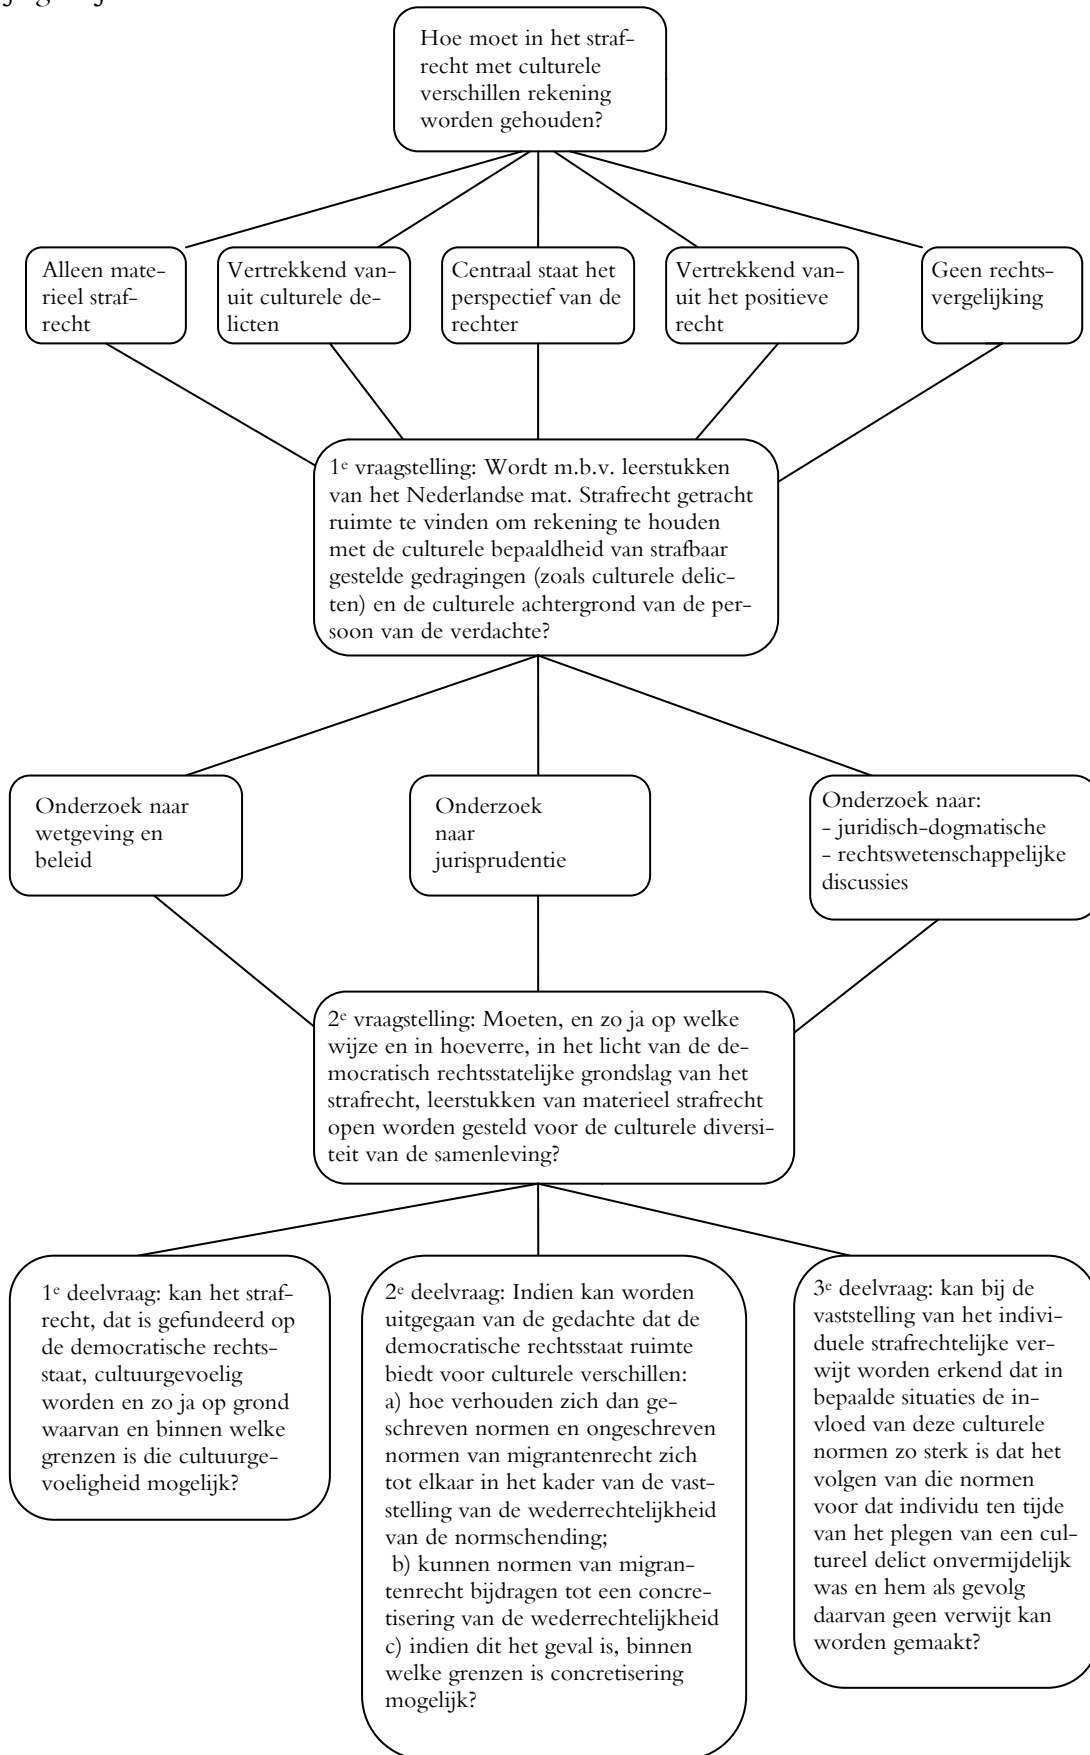 Hoe moet in het straf-
recht met culturele
verschillen rekening
worden gehouden?
Alleen mate-
rieel straf-
recht
Vertrekkend van-
uit culturele de-
licten
Centraal staat het
perspectief van de
rechter
Vertrekkend van-
uit het positieve
recht
Geen rechts-
vergelijking
1e vraagstelling: Wordt m.b.v. leerstukken
van het Nederlandse mat. Strafrecht getracht
ruimte te vinden om rekening te houden
met de culturele bepaaldheid van strafbaar
gestelde gedragingen (zoals culturele delic-
ten) en de culturele achtergrond van de per-
soon van de verdachte?
Onderzoek naar
wetgeving en
beleid
Onderzoek
naar
jurisprudentie
Onderzoek naar:
- juridisch-dogmatische
- rechtswetenschappelijke
discussies
2e vraagstelling: Moeten, en zo ja op welke
wijze en in hoeverre, in het licht van de de-
mocratisch rechtsstatelijke grondslag van het
strafrecht, leerstukken van materieel strafrecht
open worden gesteld voor de culturele diversi-
teit van de samenleving?
1e deelvraag: kan het straf-
recht, dat is gefundeerd op
de democratische rechts-
staat, cultuurgevoelig
worden en zo ja op grond
waarvan en binnen welke
grenzen is die cultuurge-
voeligheid mogelijk?
2e deelvraag: Indien kan worden
uitgegaan van de gedachte dat de
democratische rechtsstaat ruimte
biedt voor culturele verschillen:
a) hoe verhouden zich dan ge-
schreven normen en ongeschreven
normen van migrantenrecht zich
tot elkaar in het kader van de vast-
stelling van de wederrechtelijkheid
van de normschending;
b) kunnen normen van migran-
tenrecht bijdragen tot een concre-
tisering van de wederrechtelijkheid
c) indien dit het geval is, binnen
welke grenzen is concretisering
mogelijk?
3e deelvraag: kan bij de
vaststelling van het indivi-
duele strafrechtelijke ver-
wijt worden erkend dat in
bepaalde situaties de in-
vloed van deze culturele
normen zo sterk is dat het
volgen van die normen
voor dat individu ten tijde
van het plegen van een cul-
tureel delict onvermijdelijk
was en hem als gevolg
daarvan geen verwijt kan
worden gemaakt?